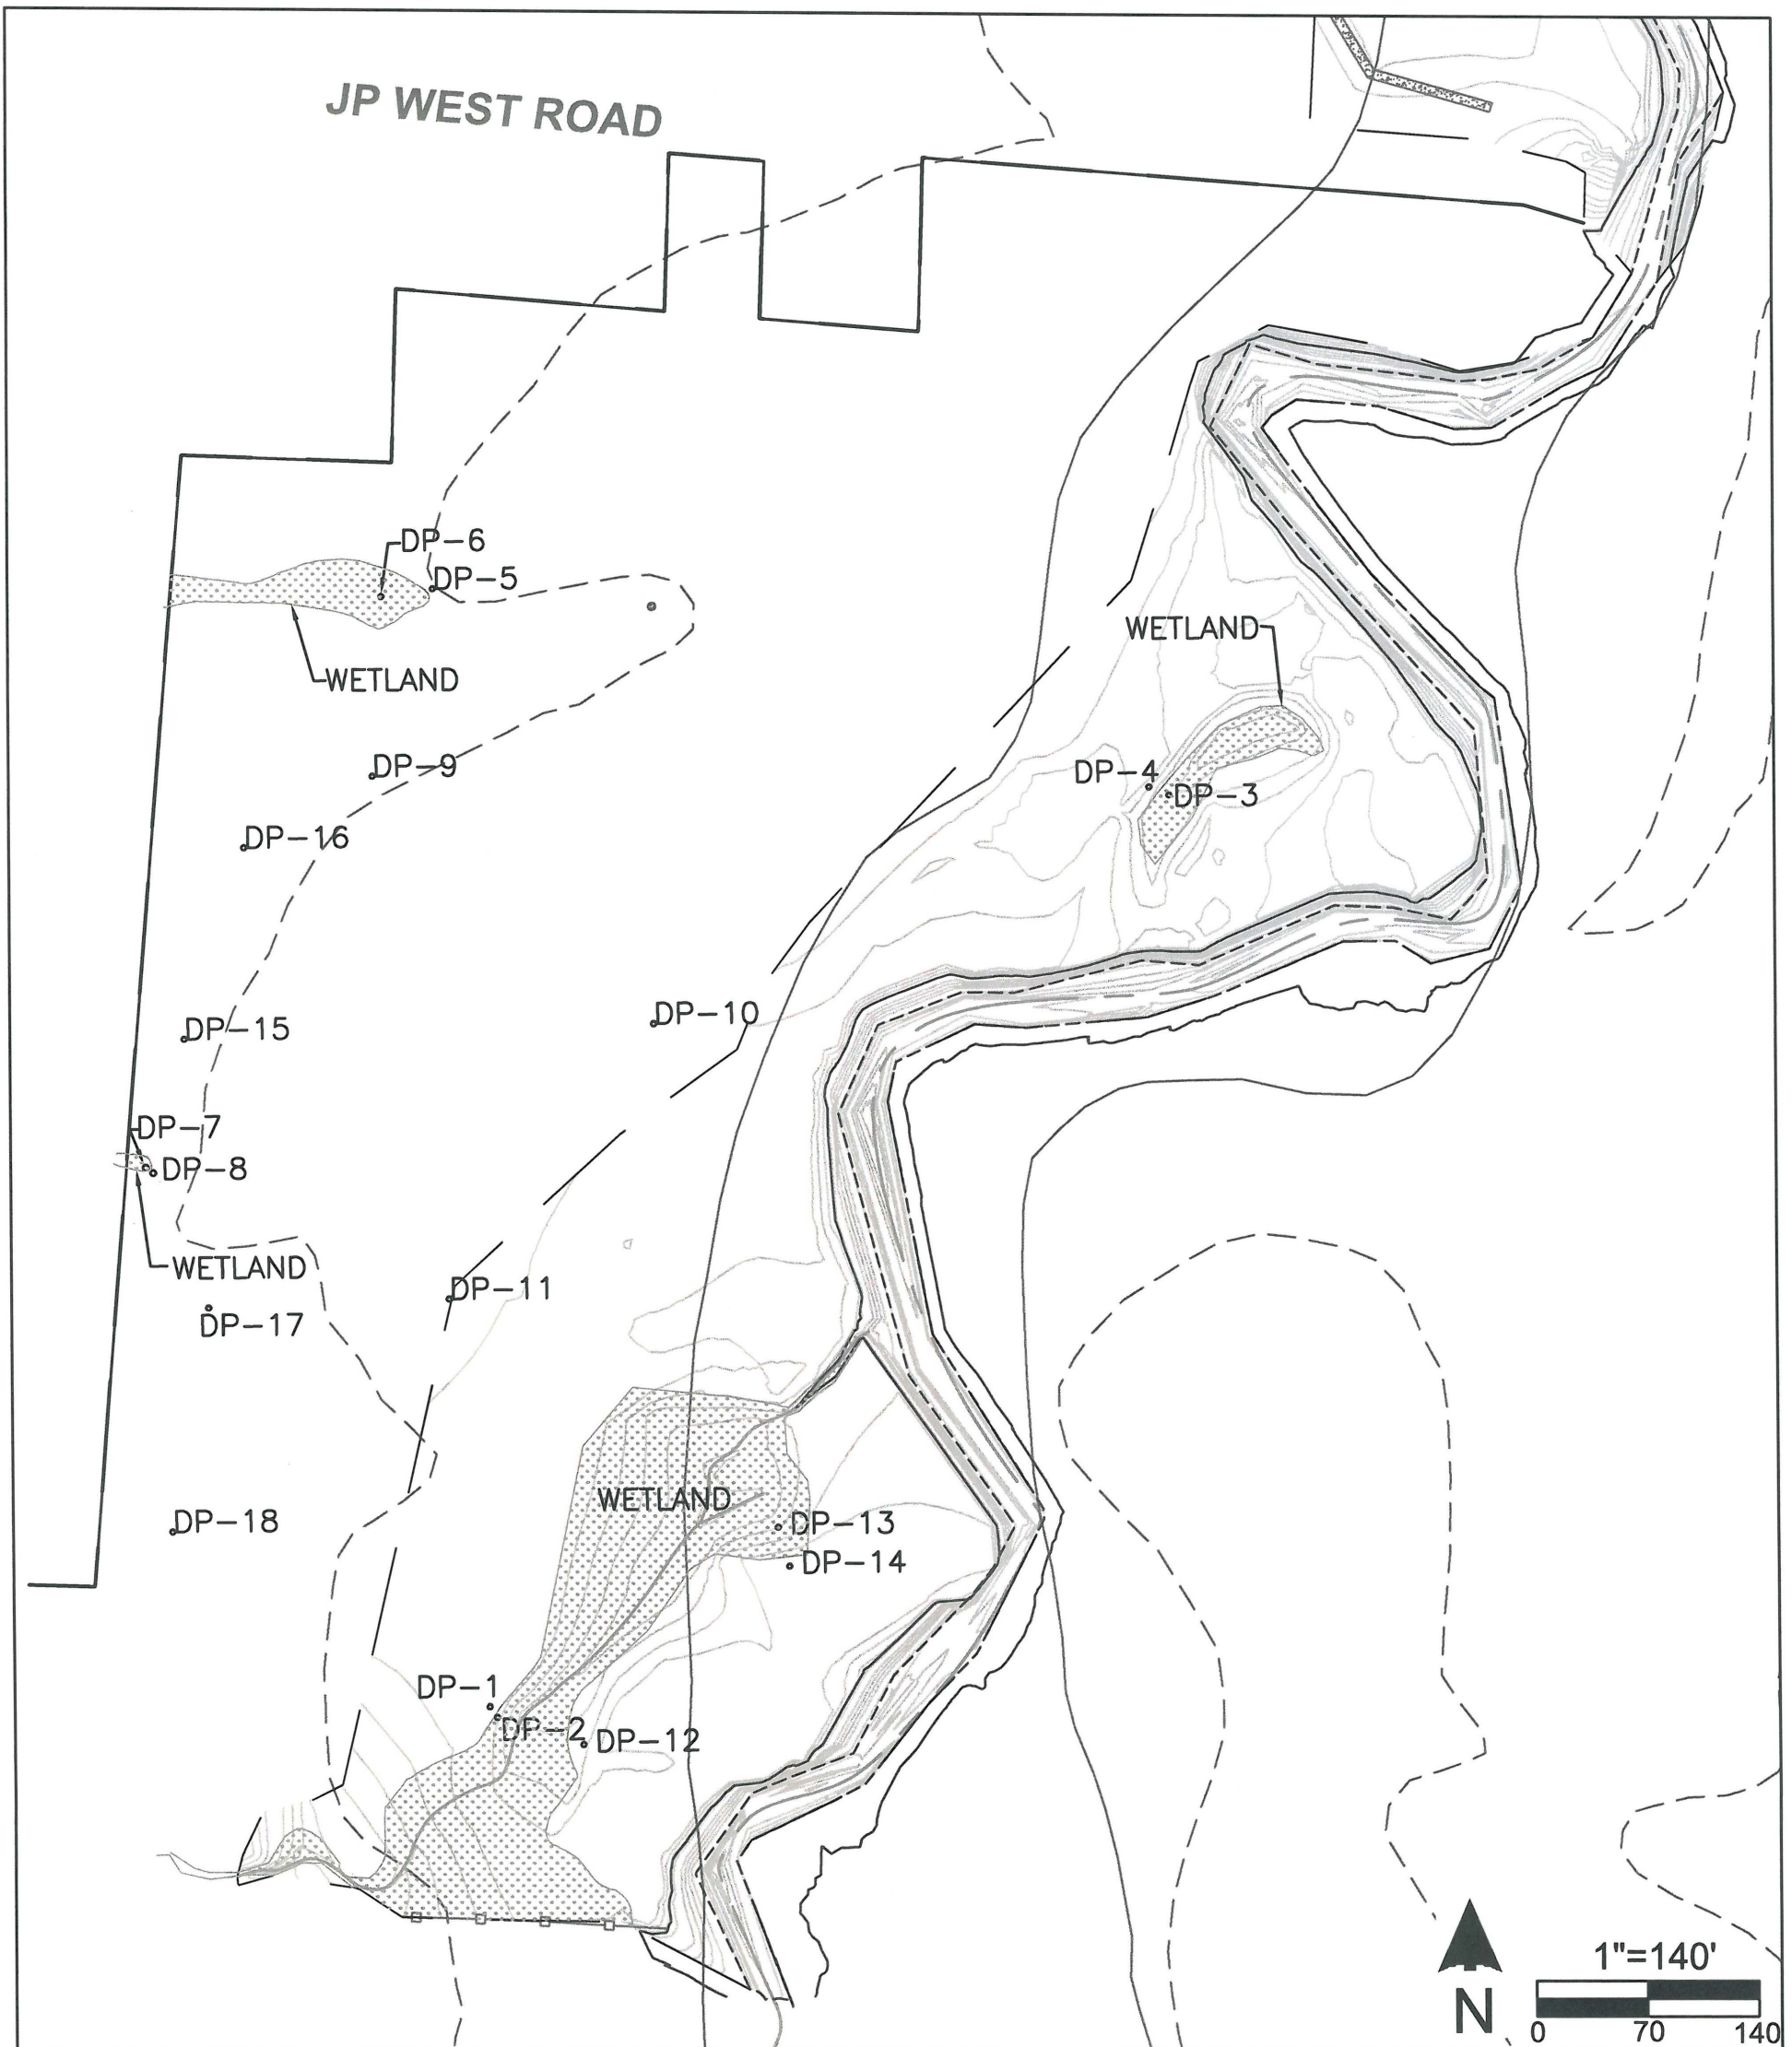 JP WEST ROAD
DP-6
DP-5
WETLAND
WETLAND
DP-9
DP-4
DP-3
DP-16
DP-10
DP-15
DP-7
DP-8
WETLAND
DP-11
DP-17
WETLAND
DP-18
DP-13
DP-14
DP-1
DP-2
DP-12
1"=140'
N
0 70 140